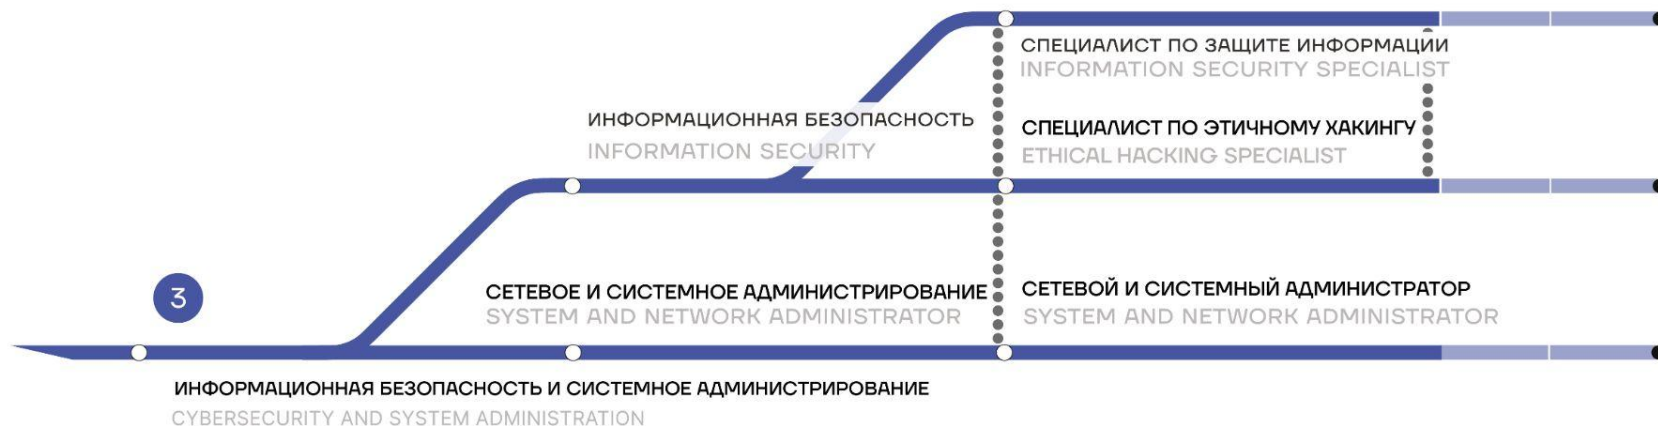 СПЕЦИАЛИСТ ПО ЗАЩИТЕ ИНФОРМАЦИИ
INFORMATION SECURITY SPECIALIST
ИНФОРМАЦИОННАЯ БЕЗОПАСНОСТЬ
INFORMATION SECURITY
СПЕЦИАЛИСТ ПО ЭТИЧНОМУ ХАКИНГУ
ETHICAL HACKING SPECIALIST
3
СЕТЕВОЕ И СИСТЕМНОЕ АДМИНИСТРИРОВАНИЕ
SYSTEM AND NETWORK ADMINISTRATOR
СЕТЕВОЙ И СИСТЕМНЫЙ АДМИНИСТРАТОР
SYSTEM AND NETWORK ADMINISTRATOR
ИНФОРМАЦИОННАЯ БЕЗОПАСНОСТЬ И СИСТЕМНОЕ АДМИНИСТРИРОВАНИЕ
CYBERSECURITY AND SYSTEM ADMINISTRATION